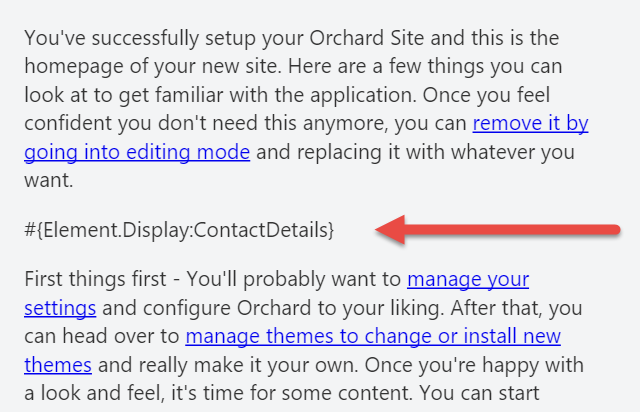 You've successfully setup your Orchard Site and this is the
homepage of your new site. Here are a few things you can
look at to get familiar with the application. Once you feel
confident you don't need this anymore, you can remove it by
going into editing mode and replacing it with whatever you
want.
#{Element.Display:ContactDetails}
First things first - You'll probably want to manage your
settings and configure Orchard to your liking. After that, you
can head over to manage themes to change or install new
themes and really make it your own. Once you're happy with
a look and feel, it's time for some content. You can start